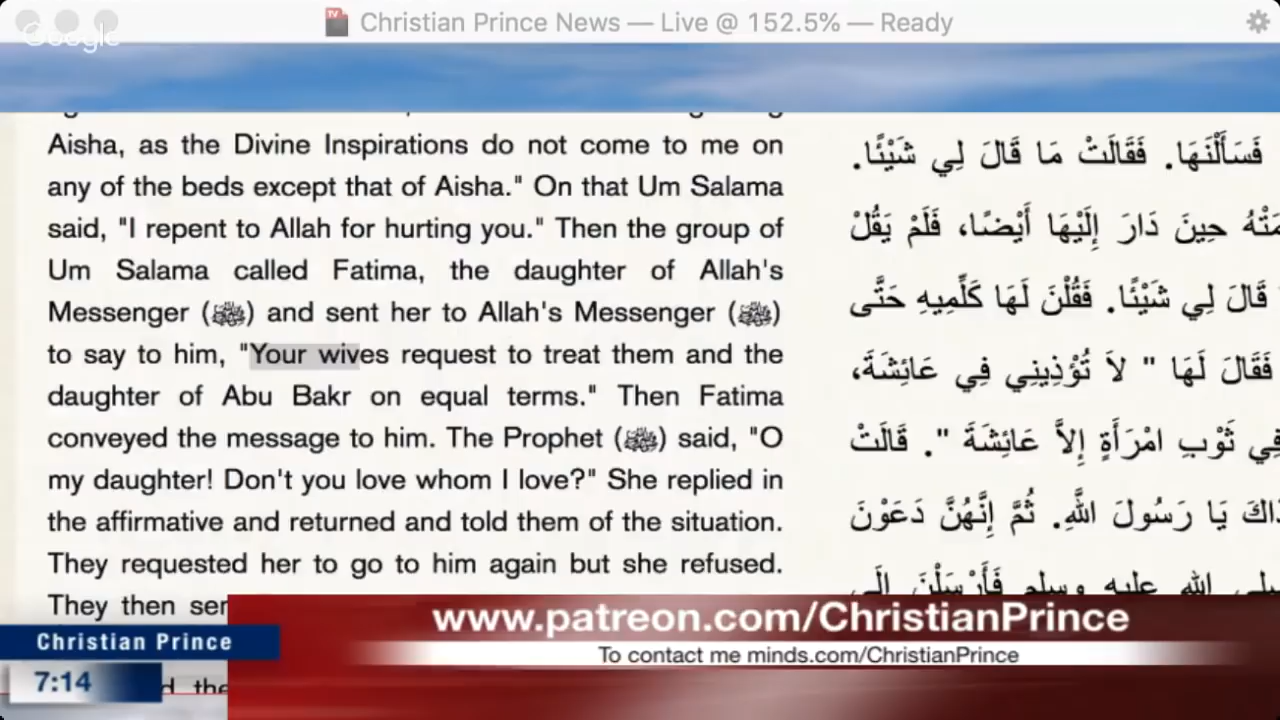 Christian Prince News — Live @ 152.5% — Ready
Google
Aisha, as the Divine Inspirations do not come to me on
any of the beds except that of Aisha." On that Um Salama
said, "I repent to Allah for hurting you." Then the group of
Um Salama called Fatima, the daughter of Allah's
Messenger (ﷺ) and sent her to Allah's Messenger (ﷺ)
to say to him, "Your wives request to treat them and the
daughter of Abu Bakr on equal terms." Then Fatima
conveyed the message to him. The Prophet (ﷺ) said, "O
my daughter! Don't you love whom I love?" She replied in
the affirmative and returned and told them of the situation.
They requested her to go to him again but she refused.
They then
فَسَأَلْنَهَا. فَقَالَتْ مَا قَالَ لِي شَيْئًا.
حِينَ دَارَ إِلَيْهَا أَيْضًا، فَلَمْ يَقُلْ
قَالَ لِي شَيْئًا. فَقُلْنَ لَهَا كَلِّمِيهِ حَتَّى
فَقَالَ لَهَا " لاَ تُؤْذِينِي فِي عَائِشَةَ،
فِي ثَوْبِ امْرَأَةٍ إِلاَّ عَائِشَةَ ". قَالَتْ
يَا رَسُولَ اللَّهِ. ثُمَّ إِنَّهُنَّ دَعَوْنَ
الله عليه وسلم فَأَرْسَلْنَ إِلَى
www.patreon.com/ChristianPrince
To contact me minds.com/ChristianPrince
Christian Prince
7:14